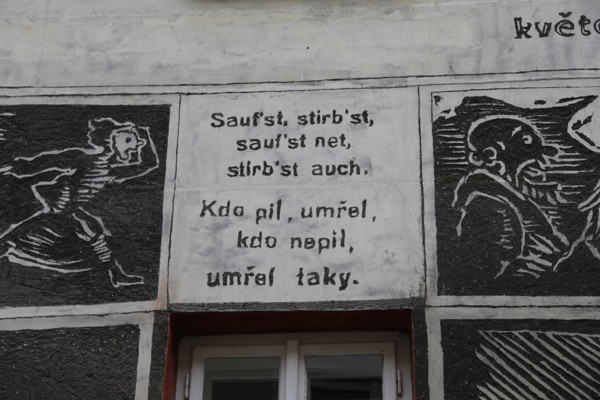 květ
Sauf'st, stirb'st,
sauf'st net,
stirb'st auch.
Kdo pil, umřel,
kdo nepil,
umřel taky.